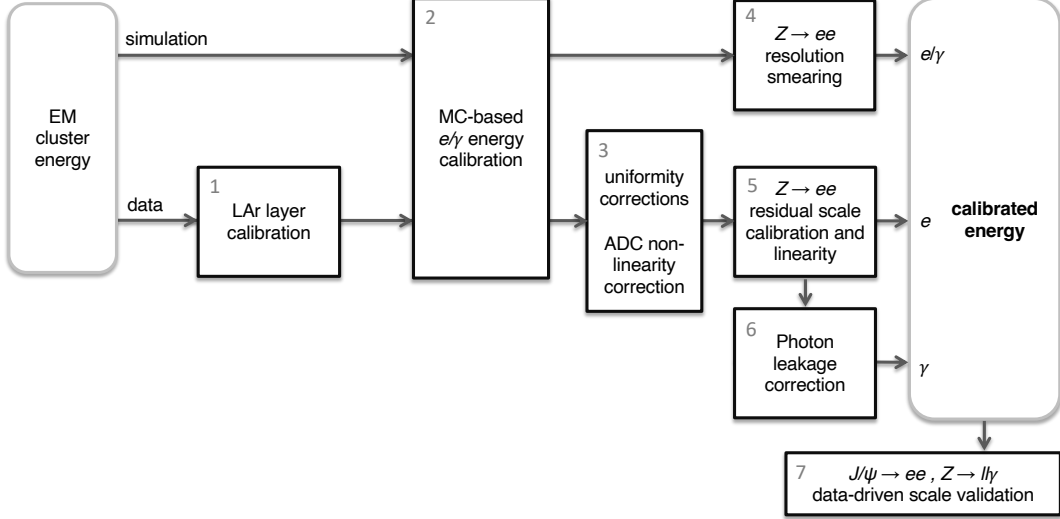 EM
cluster
energy
simulation
data
1
LAr layer
calibration
2
MC-based
e/γ energy
calibration
3
uniformity
corrections
ADC non-
linearity
correction
4
Z → ee
resolution
smearing
5
Z → ee
residual scale
calibration and
linearity
6
Photon
leakage
correction
e/γ
e
γ
calibrated
energy
7
J/ψ → ee , Z → llγ
data-driven scale validation